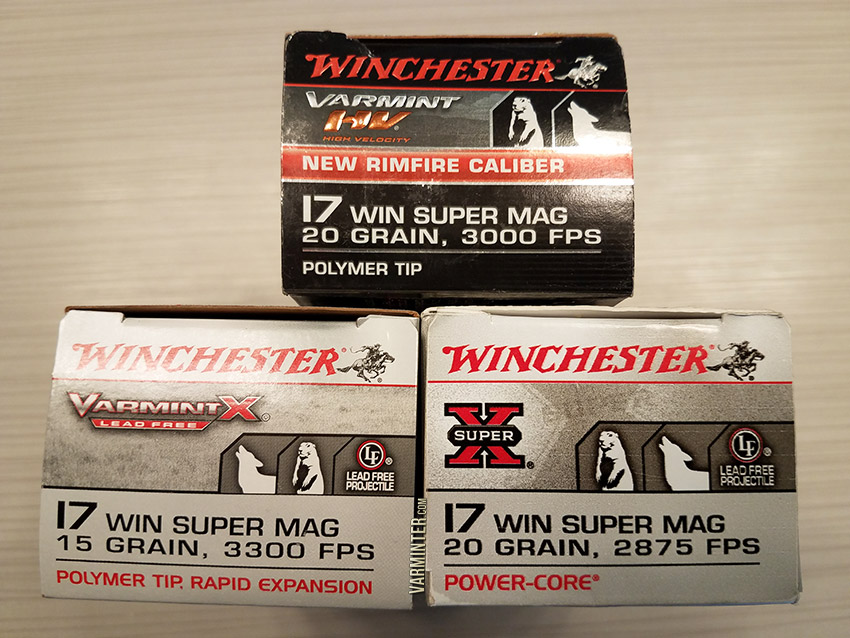 WINCHESTER
VARMINT
HV
HIGH VELOCITY
NEW RIMFIRE CALIBER
17 WIN SUPER MAG
20 GRAIN, 3000 FPS
POLYMER TIP
WINCHESTER
VARMINT X
LEAD FREE
LF
LEAD FREE
PROJECTILE
17 WIN SUPER MAG
15 GRAIN, 3300 FPS
POLYMER TIP. RAPID EXPANSION
VARMINTER.COM
WINCHESTER
SUPER X®
LF
LEAD FREE
PROJECTILE
17 WIN SUPER MAG
20 GRAIN, 2875 FPS
POWER-CORE®